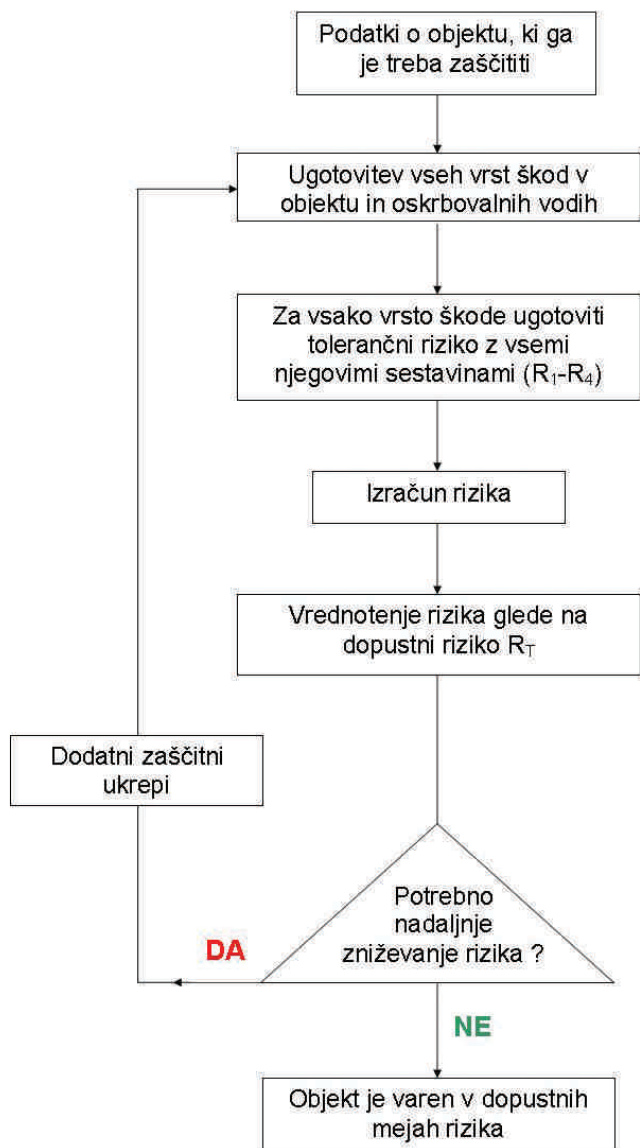 Podatki o objektu, ki ga
je treba zaščititi
Ugotovitev vseh vrst škod v
objektu in oskrbovalnih vodih
Za vsako vrsto škode ugotoviti
tolerančni riziko z vsemi
njegovimi sestavinami (R₁-R₄)
Izračun rizika
Vrednotenje rizika glede na
dopustni riziko R_T
Dodatni zaščitni
ukrepi
Potrebno
nadaljnje
zniževanje rizika ?
DA
NE
Objekt je varen v dopustnih
mejah rizika